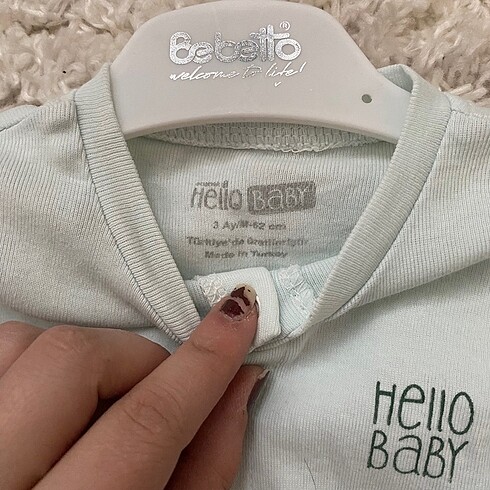 Bebetto
welcome to life!
Hello BABY
3 Ay/M-62 cm
Türkiye'de Üretilmiştir
Made in Turkey
Hello
BABY